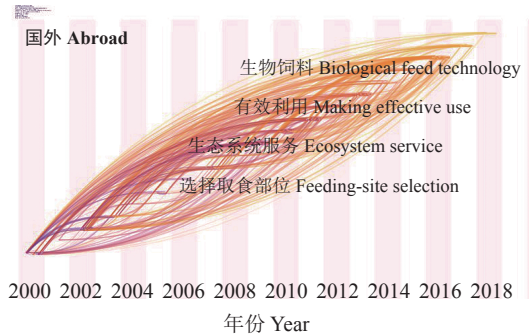 国外 Abroad
生物饲料 Biological feed technology
有效利用 Making effective use
生态系统服务 Ecosystem service
选择取食部位 Feeding-site selection
2000 2002 2004 2006 2008 2010 2012 2014 2016 2018
年份 Year